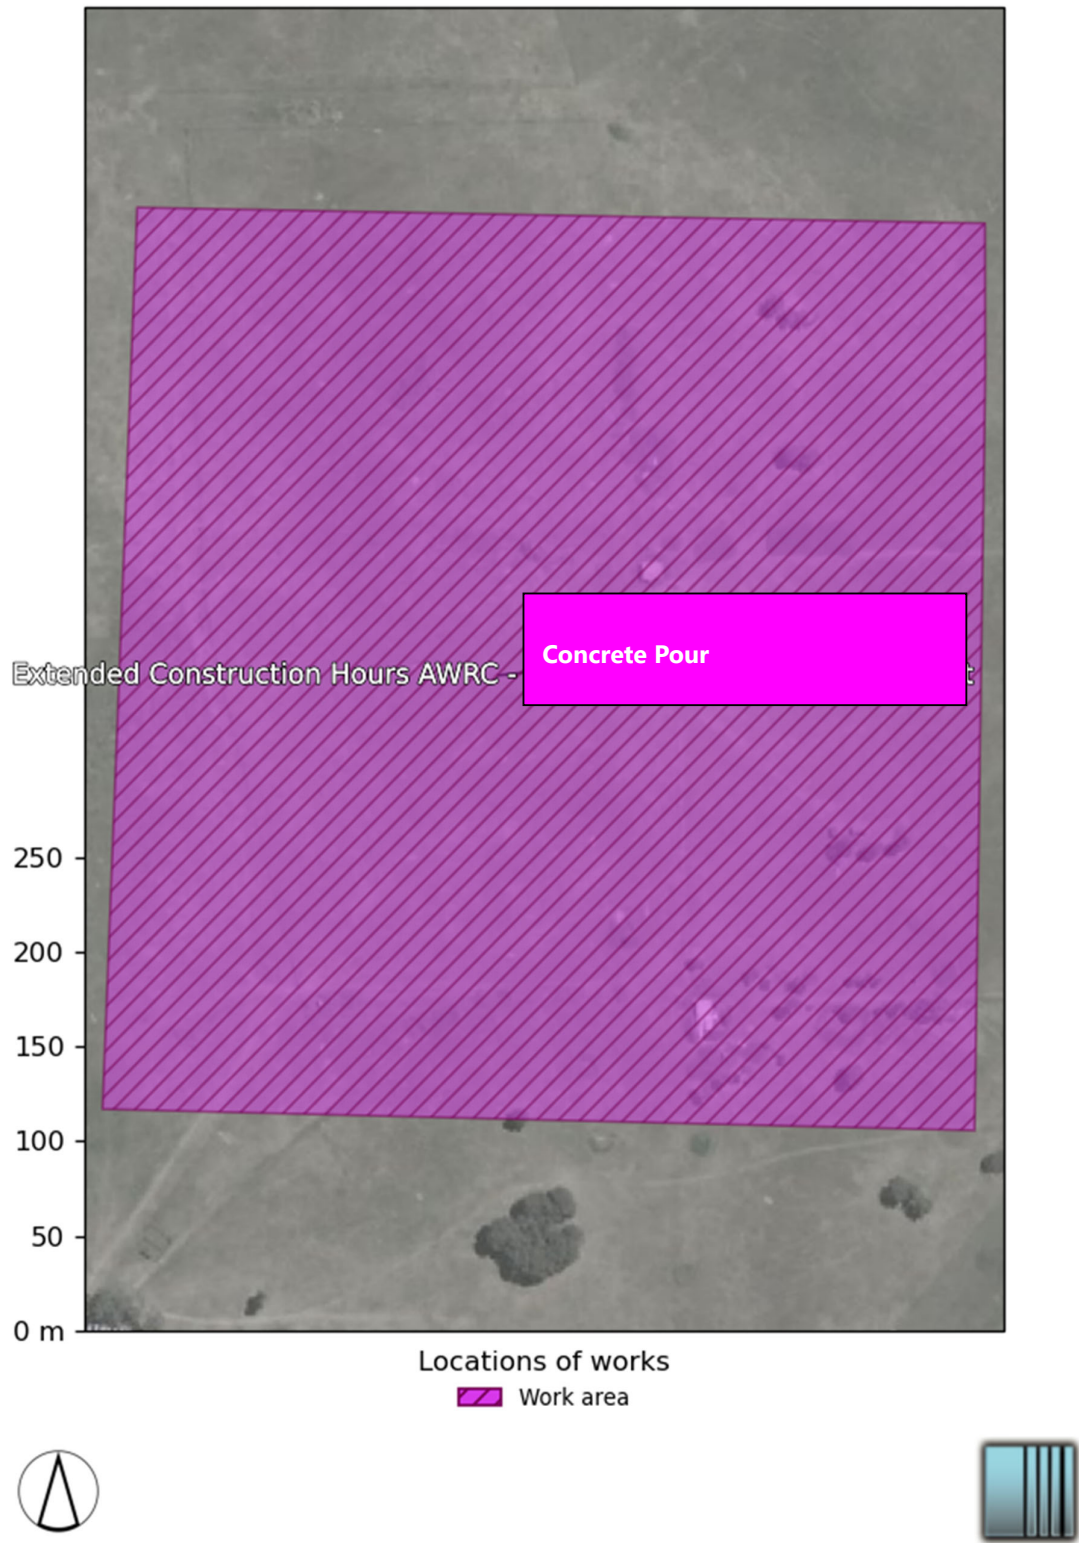 Concrete Pour
Extended Construction Hours AWRC - t
250
200
150
100
50
0 m
Locations of works
Work area